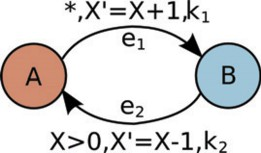 *,X'=X+1,k₁
e₁
A
B
e₂
X>0,X'=X-1,k₂